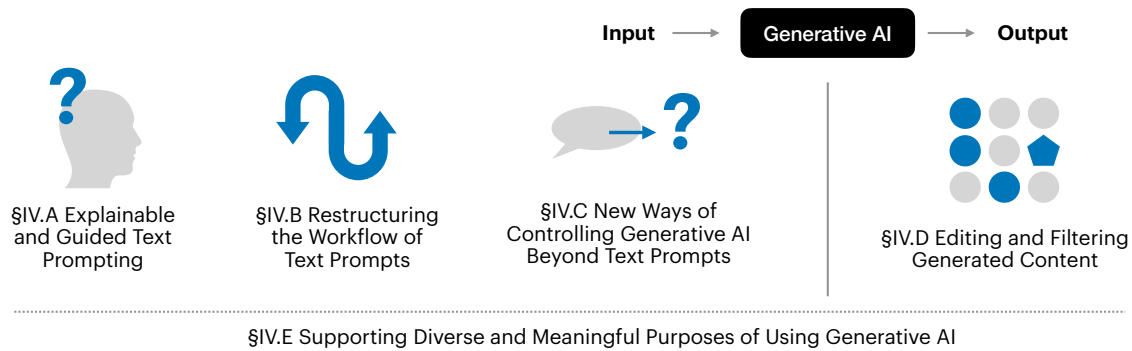 Input
Generative AI
Output
§IV.A Explainable
and Guided Text
Prompting
§IV.B Restructuring
the Workflow of
Text Prompts
§IV.C New Ways of
Controlling Generative AI
Beyond Text Prompts
§IV.D Editing and Filtering
Generated Content
§IV.E Supporting Diverse and Meaningful Purposes of Using Generative AI